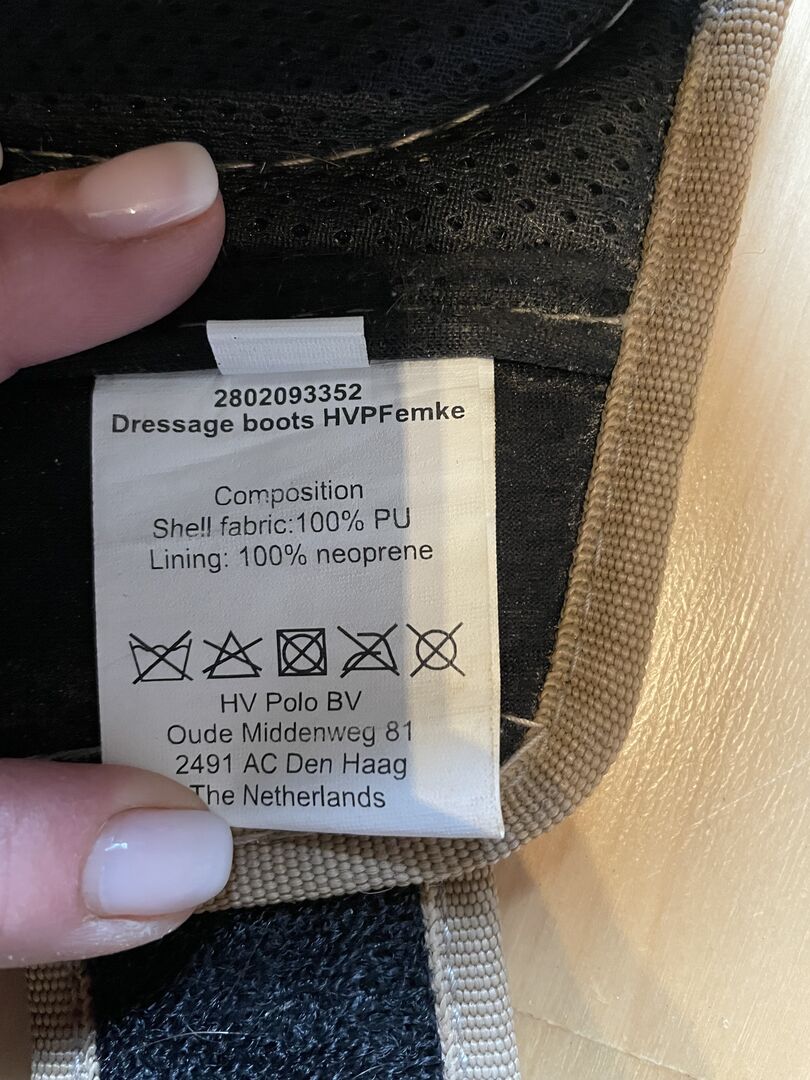 2802093352
Dressage boots HVPFemke
Composition
Shell fabric:100% PU
Lining: 100% neoprene
HV Polo BV
Oude Middenweg 81
2491 AC Den Haag
The Netherlands